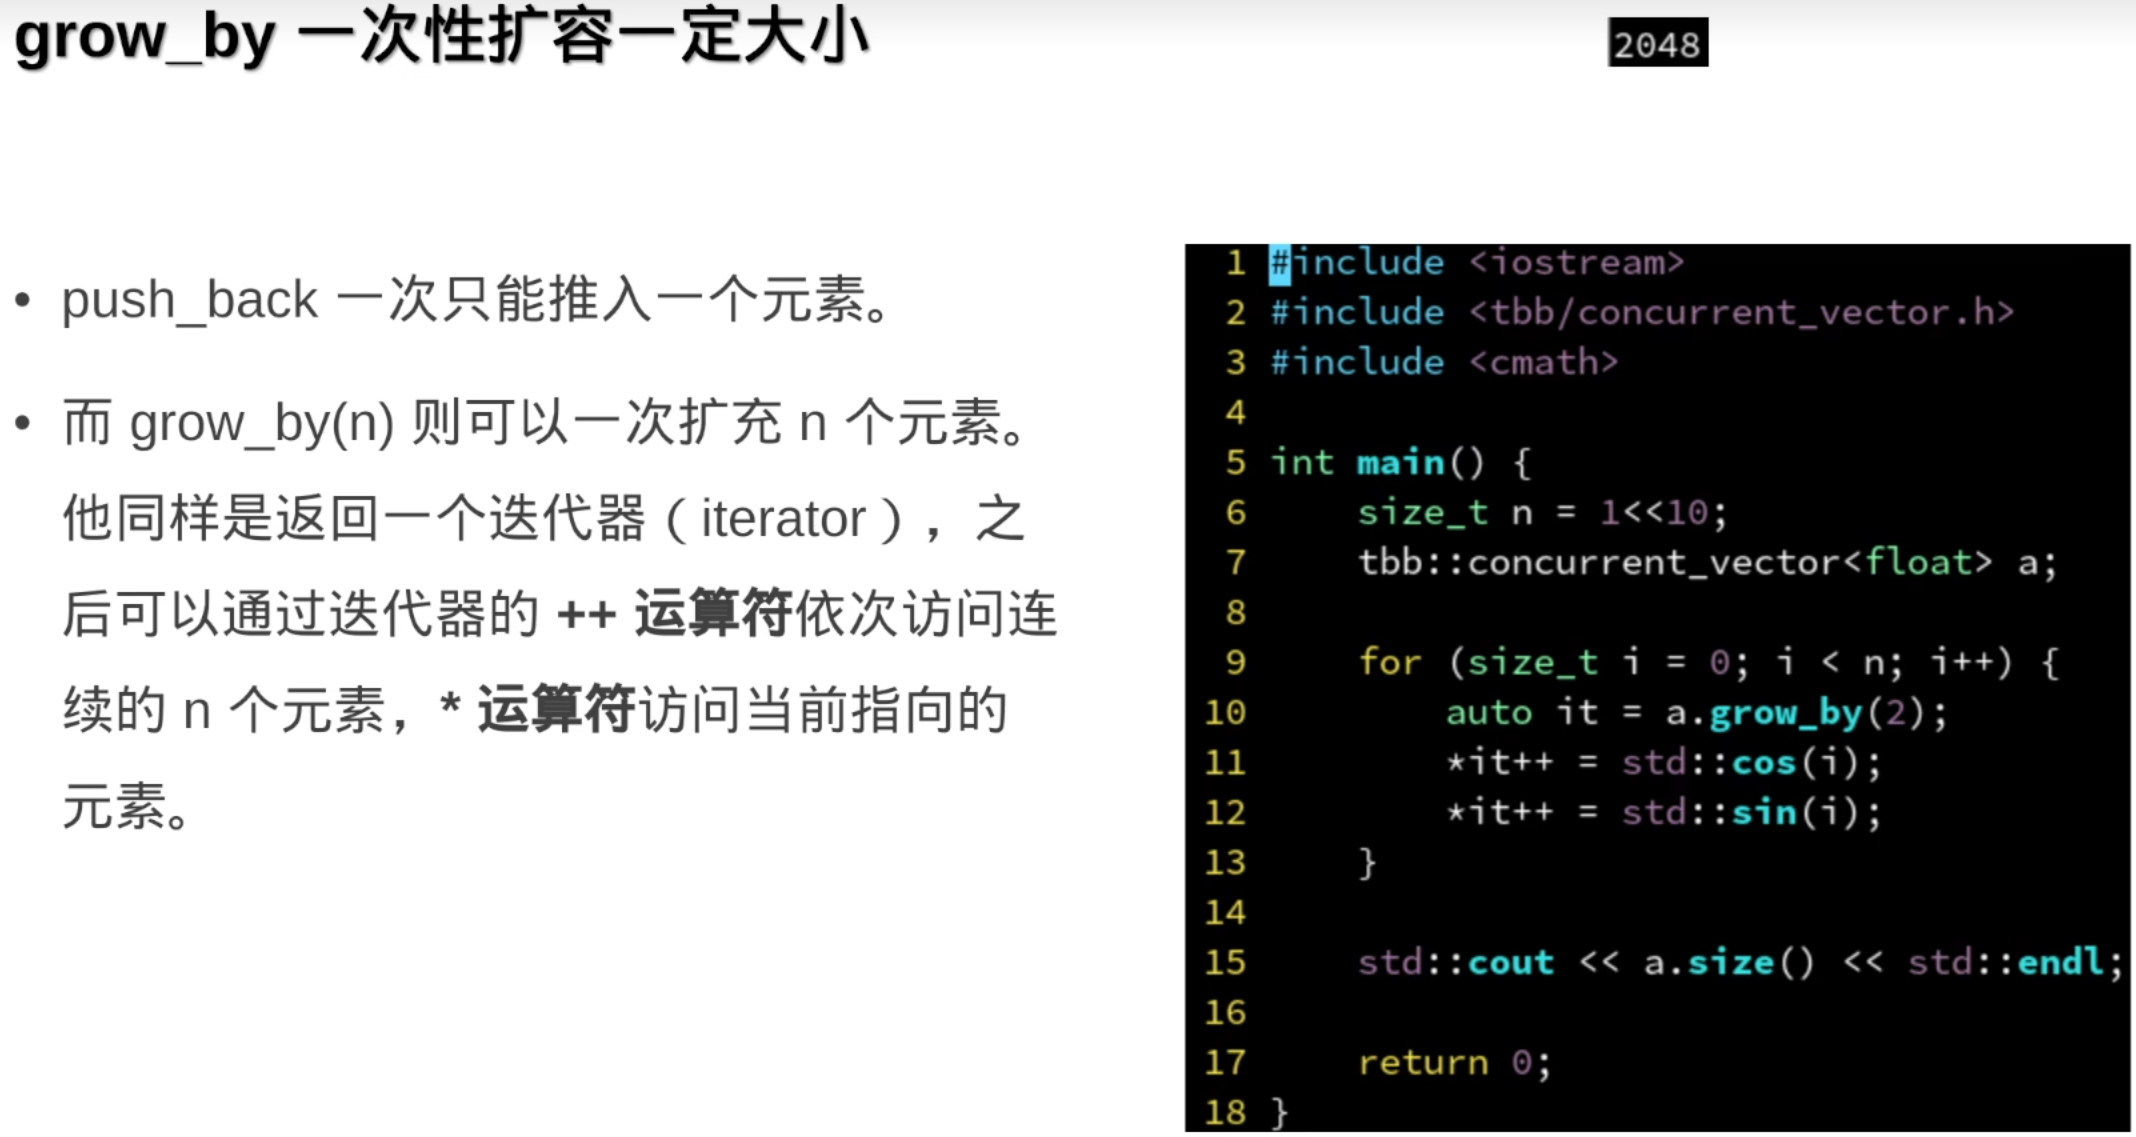 grow_by 一次性扩容一定大小
2048
• push_back 一次只能推入一个元素。
• 而 grow_by(n) 则可以一次扩充 n 个元素。
他同样是返回一个迭代器（iterator），之
后可以通过迭代器的 ++ 运算符依次访问连
续的 n 个元素，* 运算符访问当前指向的
元素。
1 #include <iostream>
2 #include <tbb/concurrent_vector.h>
3 #include <cmath>
4
5 int main() {
6     size_t n = 1<<10;
7     tbb::concurrent_vector<float> a;
8
9     for (size_t i = 0; i < n; i++) {
10         auto it = a.grow_by(2);
11         *it++ = std::cos(i);
12         *it++ = std::sin(i);
13     }
14
15     std::cout << a.size() << std::endl;
16
17     return 0;
18 }